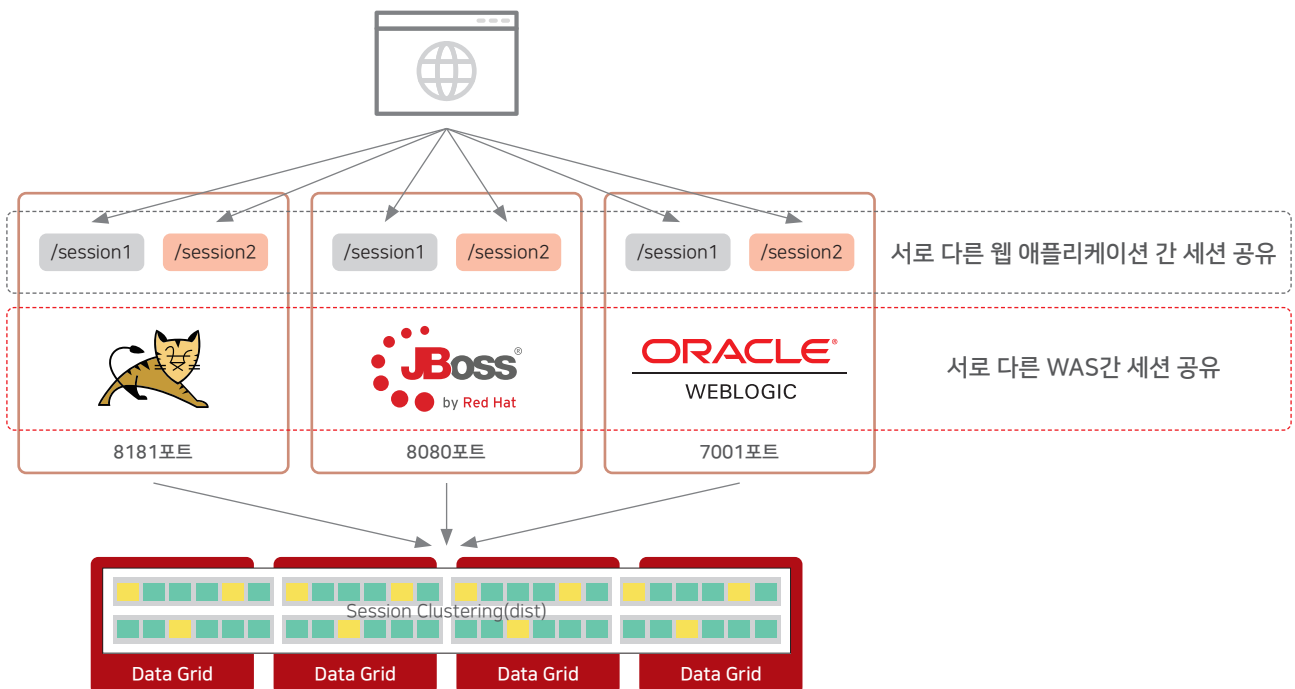 /session1
/session2
/session1
/session2
/session1
/session2
서로 다른 웹 애플리케이션 간 세션 공유
JBoss®
by Red Hat
ORACLE®
WEBLOGIC
서로 다른 WAS간 세션 공유
8181포트
8080포트
7001포트
Session Clustering(dist)
Data Grid
Data Grid
Data Grid
Data Grid